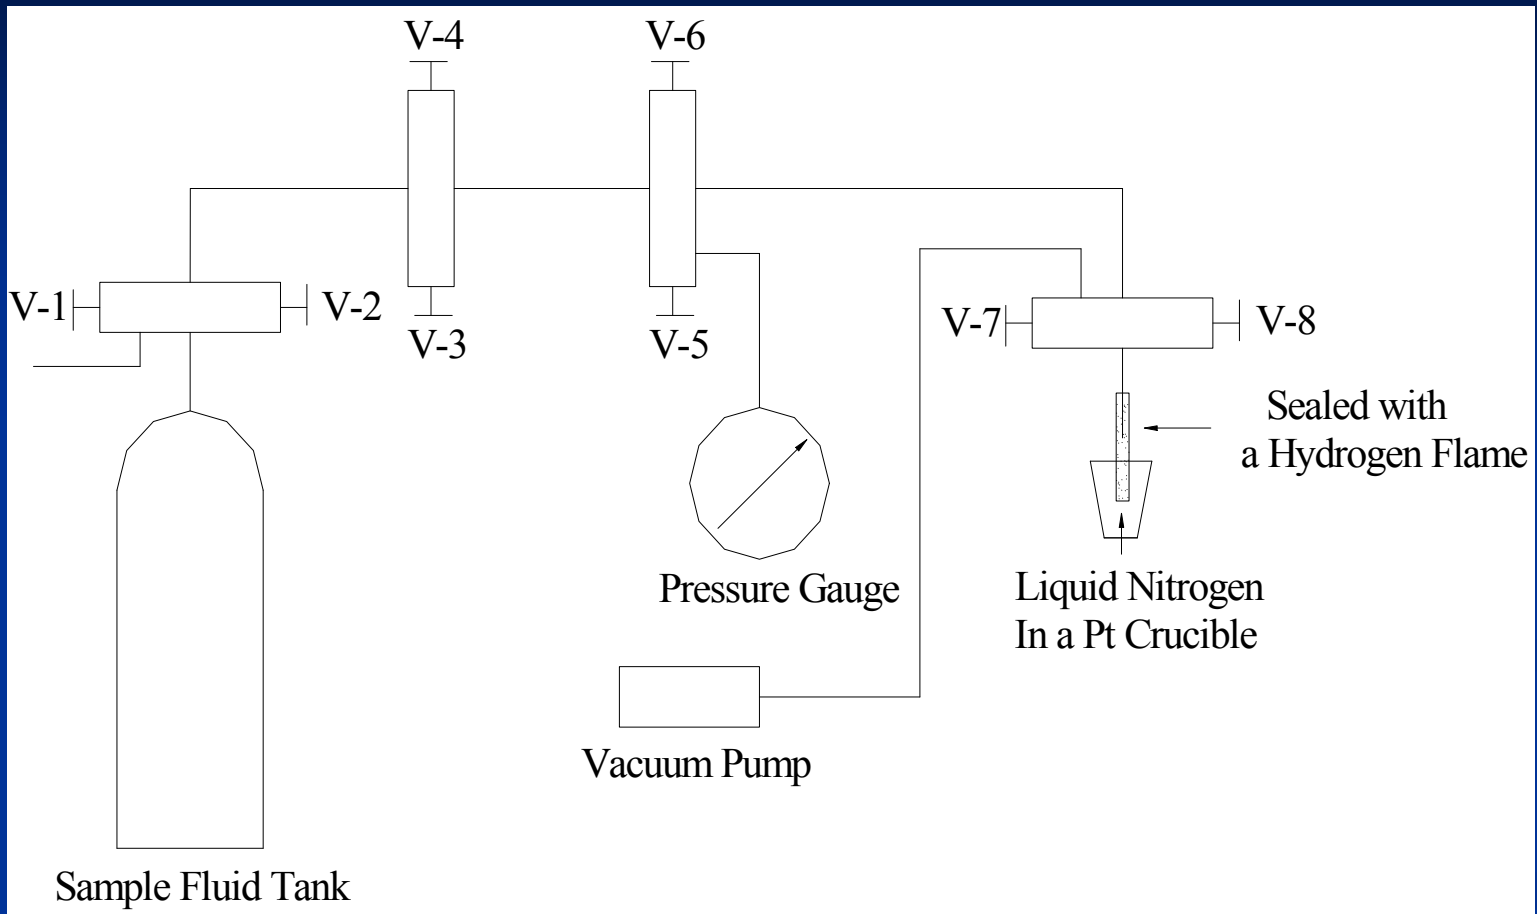 V-4
V-6
V-1
V-2
V-3
V-5
V-7
V-8
Sealed with
a Hydrogen Flame
Pressure Gauge
Liquid Nitrogen
In a Pt Crucible
Vacuum Pump
Sample Fluid Tank